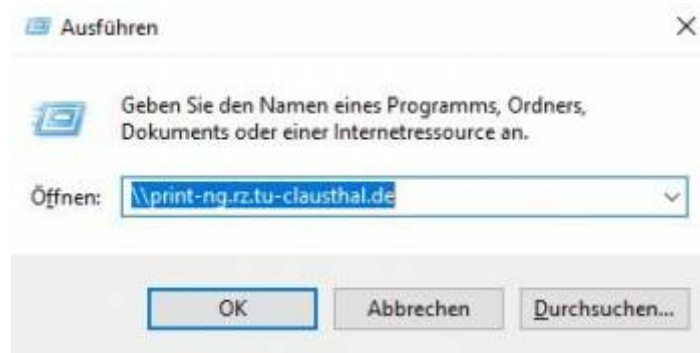 Ausführen
Geben Sie den Namen eines Programms, Ordners,
Dokuments oder einer Internetressource an.
Öffnen: \\print-ng.rz.tu-clausthal.de
OK Abbrechen Durchsuchen...